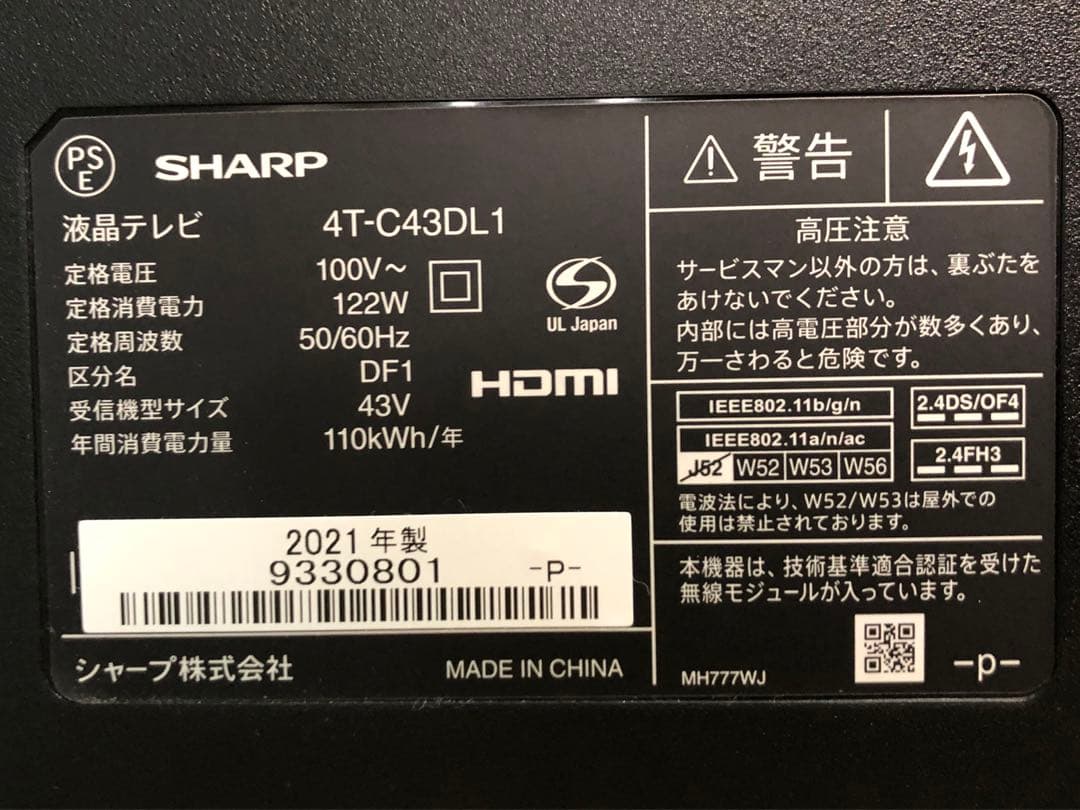 PSE SHARP
液晶テレビ 4T-C43DL1
定格電圧 100V～
定格消費電力 122W
定格周波数 50/60Hz
区分名 DF1
受信機型サイズ 43V
年間消費電力量 110kWh/年
S
UL Japan
HDMI
2021年製
9330801 -P-
シャープ株式会社 MADE IN CHINA
警告
高圧注意
サービスマン以外の方は、裏ぶたを
あけないでください。
内部には高電圧部分が数多くあり、
万一さわると危険です。
IEEE802.11b/g/n
IEEE802.11a/n/ac
J52 W52 W53 W56
2.4DS/OF4
2.4FH3
電波法により、W52/W53は屋外での
使用は禁止されております。
本機器は、技術基準適合認証を受けた
無線モジュールが入っています。
MH777WJ -p-